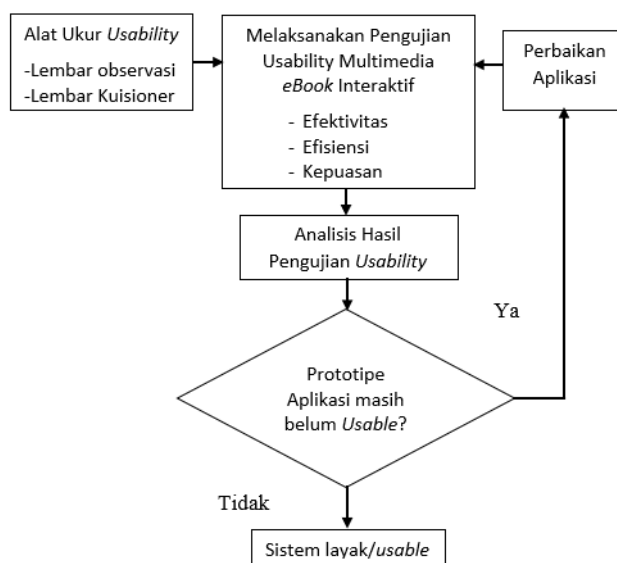 Alat Ukur Usability
-Lembar observasi
-Lembar Kuisioner
Melaksanakan Pengujian
Usability Multimedia
eBook Interaktif
- Efektivitas
- Efisiensi
- Kepuasan
Perbaikan
Aplikasi
Analisis Hasil
Pengujian Usability
Ya
Prototipe
Aplikasi masih
belum Usable?
Tidak
Sistem layak/usable